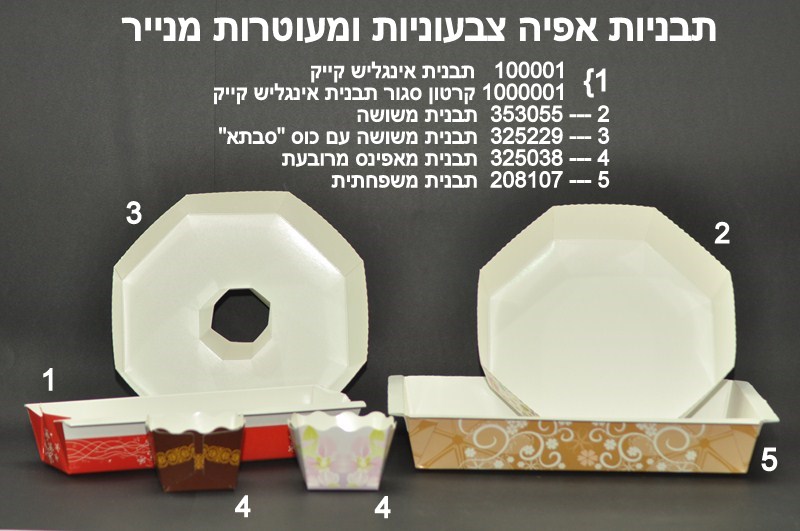 תבניות אפיה צבעוניות ומעוטרות מנייר
1{ 100001 תבנית אינגליש קייק
1000001 קרטון סגור תבנית אינגליש קייק
2 --- 353055 תבנית משושה
3 --- 325229 תבנית משושה עם כוס "סבתא"
4 --- 325038 תבנית מאפינס מרובעת
5 --- 208107 תבנית משפחתית
3
2
1
5
4
4